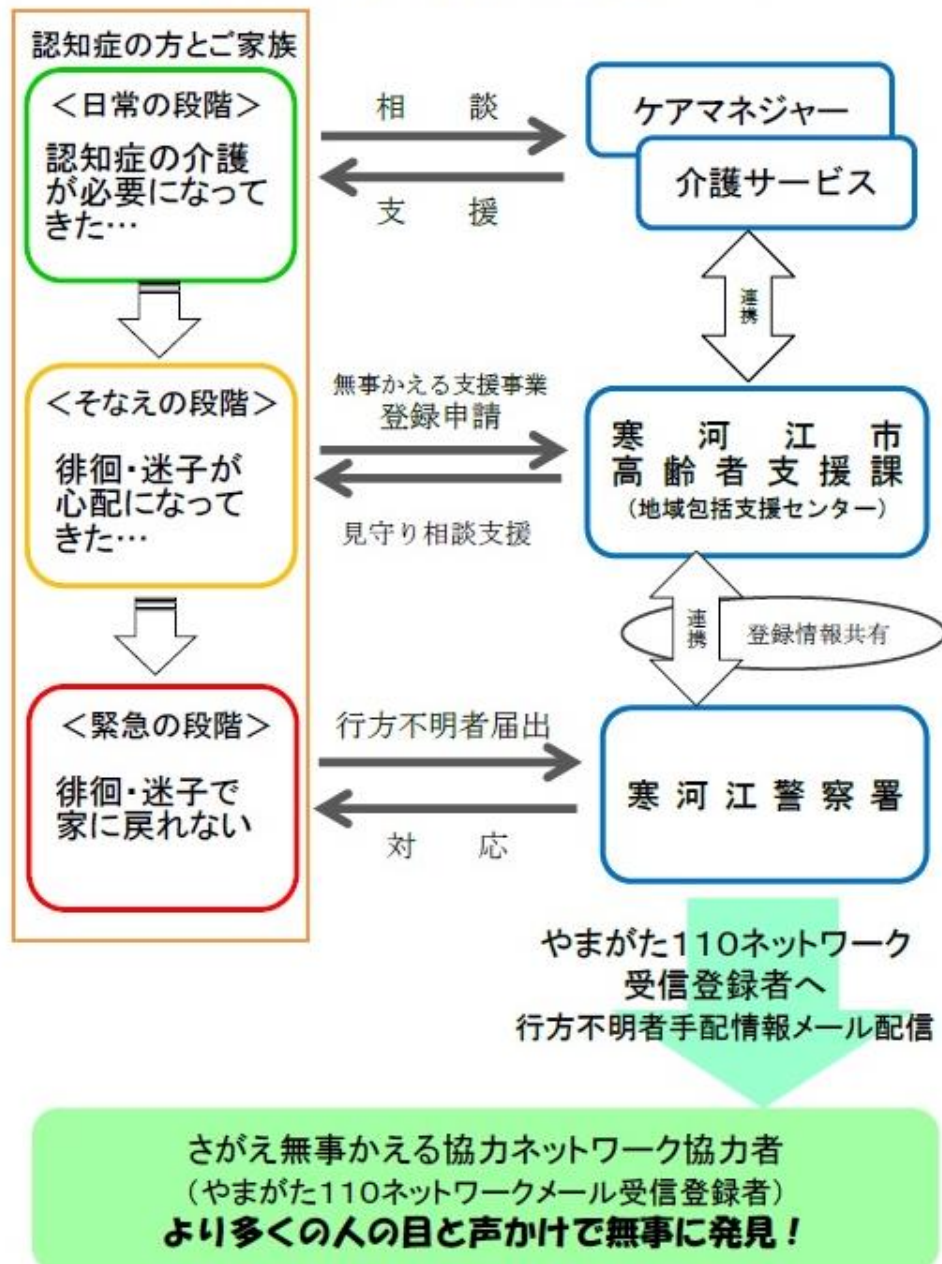 認知症の方とご家族
＜日常の段階＞
認知症の介護
が必要になって
きた…
相　談
支　援
ケアマネジャー
介護サービス
連携
＜そなえの段階＞
徘徊・迷子が
心配になって
きた…
無事かえる支援事業
登録申請
見守り相談支援
寒河江市
高齢者支援課
（地域包括支援センター）
連携
登録情報共有
＜緊急の段階＞
徘徊・迷子で
家に戻れない
行方不明者届出
対　応
寒河江警察署
やまがた１１０ネットワーク
受信登録者へ
行方不明者手配情報メール配信
さがえ無事かえる協力ネットワーク協力者
（やまがた１１０ネットワークメール受信登録者）
より多くの人の目と声かけで無事に発見！